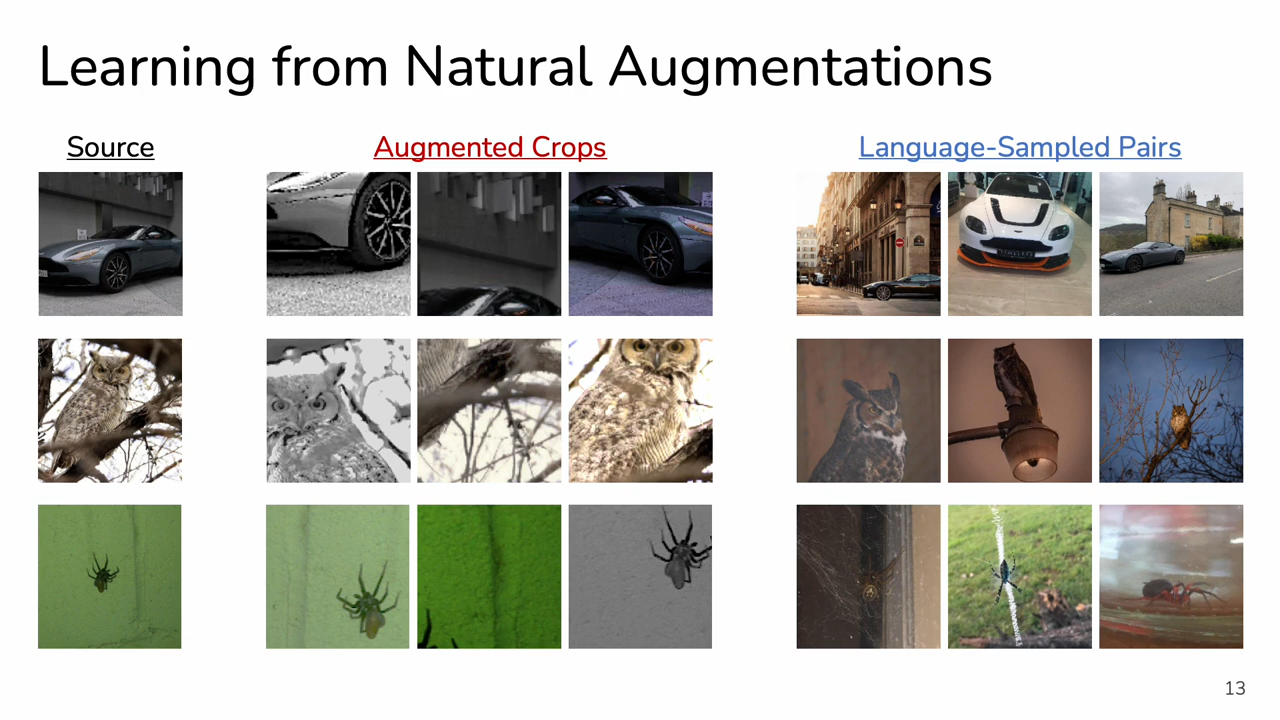 Learning from Natural Augmentations
Source
Augmented Crops
Language-Sampled Pairs
13